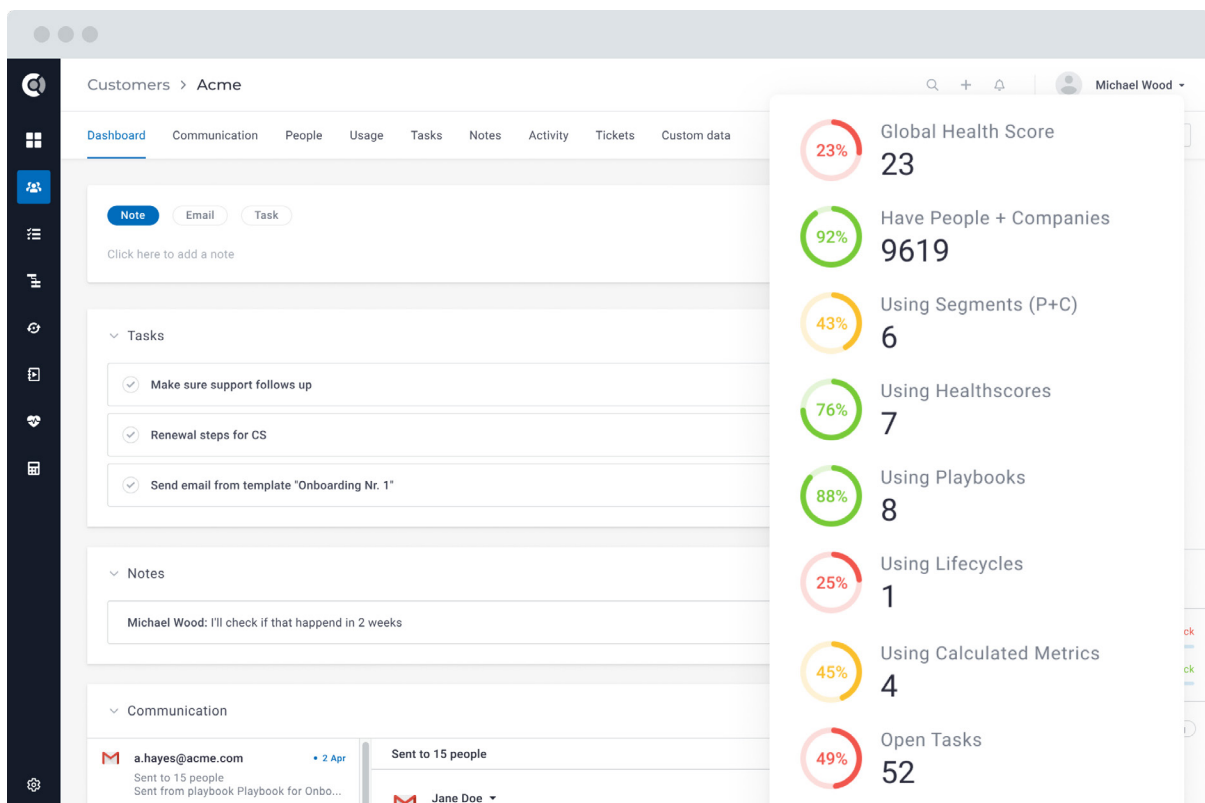 Customers > Acme
Michael Wood
Dashboard Communication People Usage Tasks Notes Activity Tickets Custom data
Note Email Task
Click here to add a note
Tasks
Make sure support follows up
Renewal steps for CS
Send email from template "Onboarding Nr. 1"
Notes
Michael Wood: I'll check if that happend in 2 weeks
Communication
a.hayes@acme.com • 2 Apr
Sent to 15 people
Sent from playbook Playbook for Onbo...
Sent to 15 people
Jane Doe
23%
Global Health Score
23
92%
Have People + Companies
9619
43%
Using Segments (P+C)
6
76%
Using Healthscores
7
88%
Using Playbooks
8
25%
Using Lifecycles
1
45%
Using Calculated Metrics
4
49%
Open Tasks
52
ck
ck